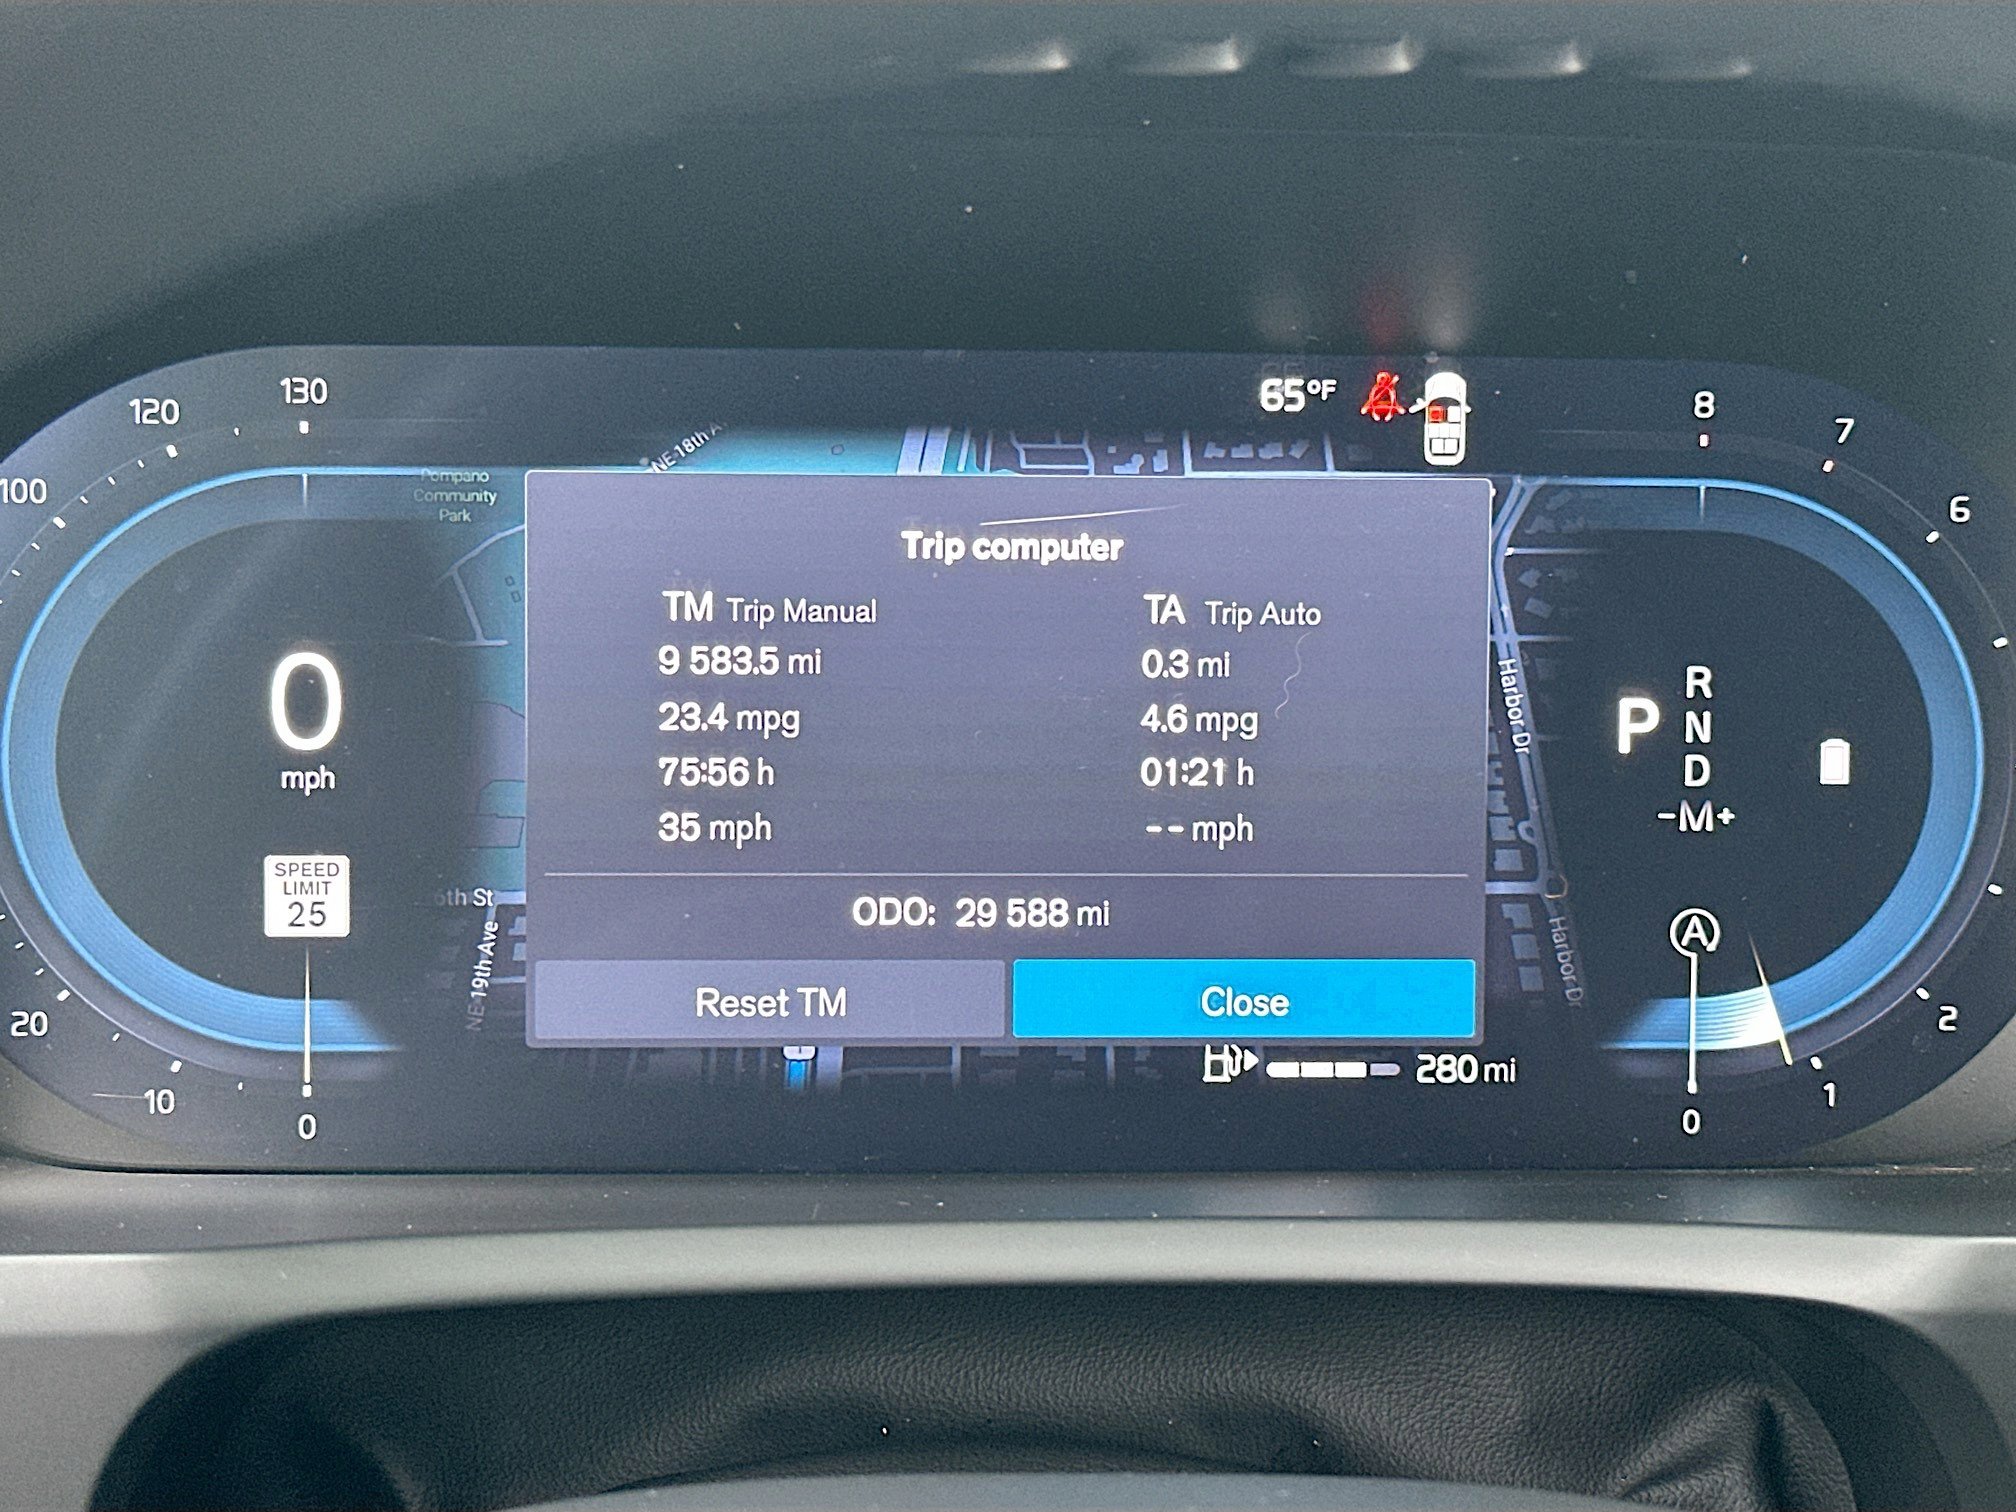 130
120
65°F
8
7
100
6
NE 18th A
Pompano
Community
Park
Trip computer
TM Trip Manual
TA Trip Auto
9 583.5 mi
0.3 mi
23.4 mpg
4.6 mpg
75:56 h
01:21 h
35 mph
-- mph
ODO: 29 588 mi
Reset TM
Close
0
mph
SPEED
LIMIT
25
6th St
NE 19th Ave
Harbor Dr
Harbor Dr
P
R
N
D
-M+
A
280 mi
20
10
0
2
1
0